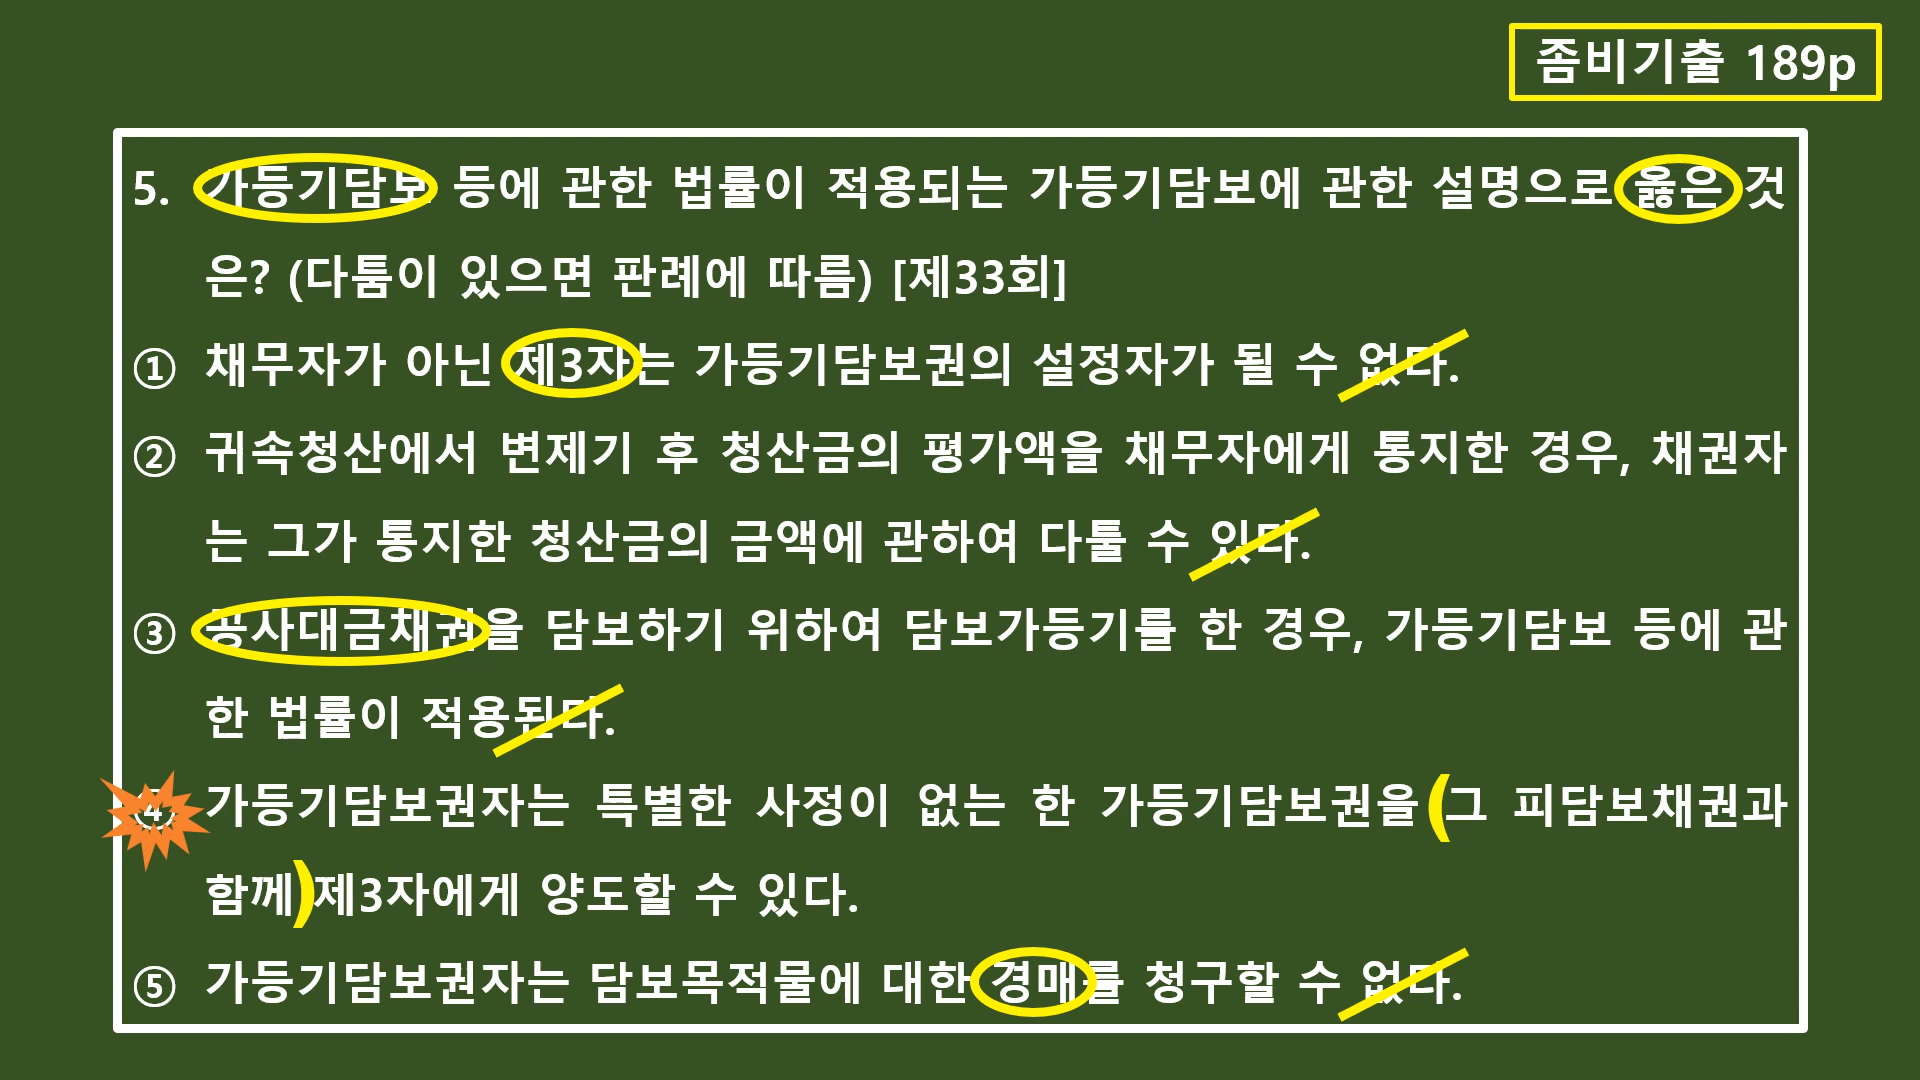 좀비기출 189p
5. 가등기담보 등에 관한 법률이 적용되는 가등기담보에 관한 설명으로 옳은 것
은? (다툼이 있으면 판례에 따름) [제33회]
① 채무자가 아닌 제3자는 가등기담보권의 설정자가 될 수 없다.
② 귀속청산에서 변제기 후 청산금의 평가액을 채무자에게 통지한 경우, 채권자
는 그가 통지한 청산금의 금액에 관하여 다툴 수 있다.
③ 공사대금채권을 담보하기 위하여 담보가등기를 한 경우, 가등기담보 등에 관
한 법률이 적용된다.
④ 가등기담보권자는 특별한 사정이 없는 한 가등기담보권을 (그 피담보채권과
함께) 제3자에게 양도할 수 있다.
⑤ 가등기담보권자는 담보목적물에 대한 경매를 청구할 수 없다.